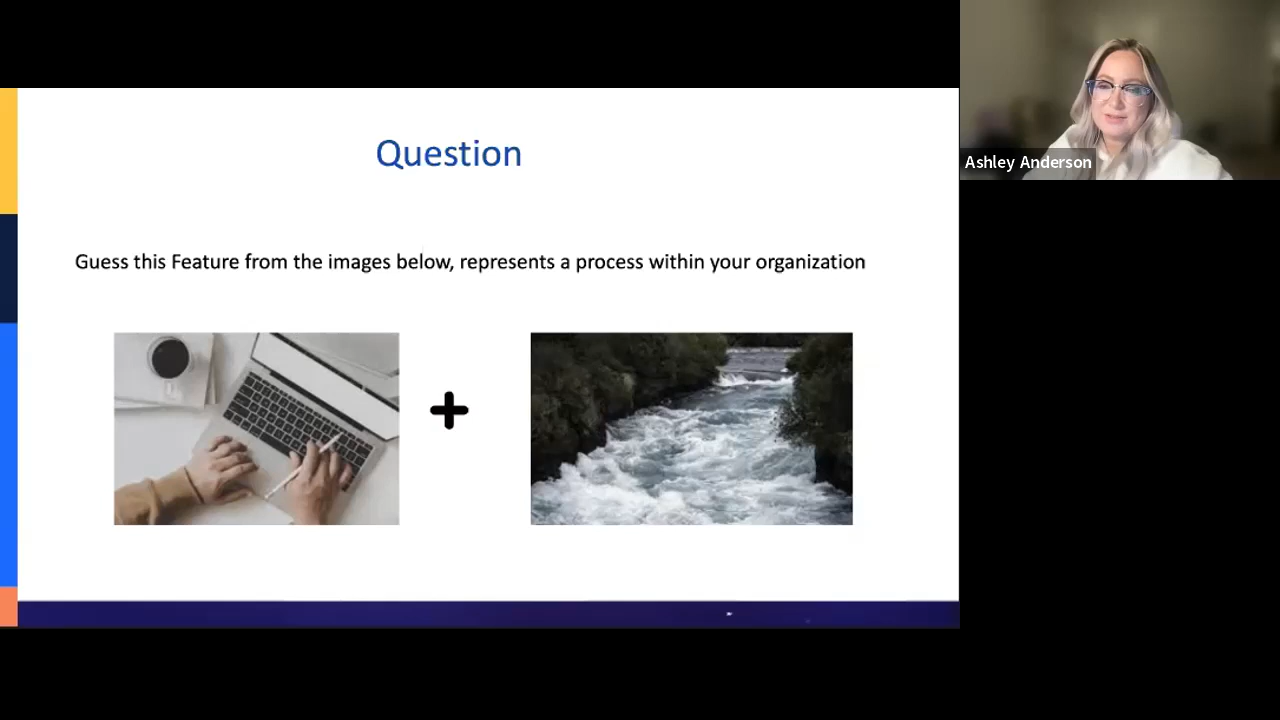 Question
Ashley Anderson
Guess this Feature from the images below, represents a process within your organization